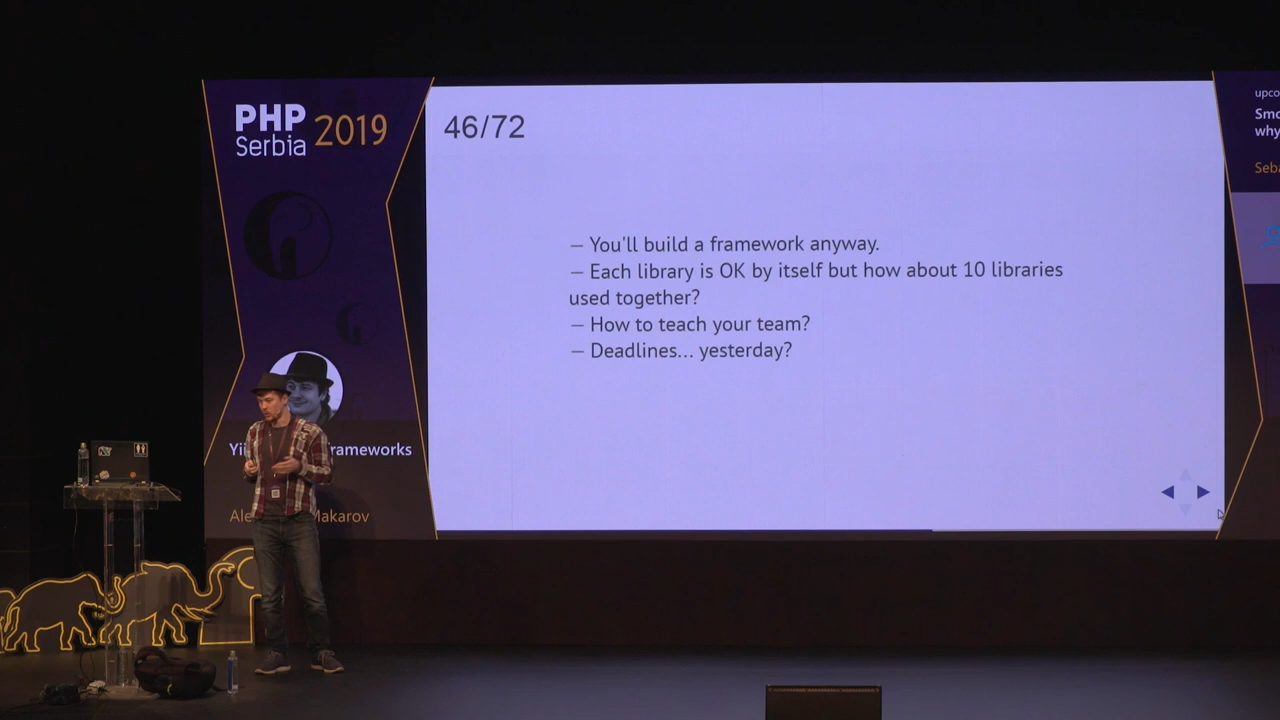 PHP
Serbia
2019
46/72
– You'll build a framework anyway.
– Each library is OK by itself but how about 10 libraries
used together?
– How to teach your team?
– Deadlines... yesterday?
Makarov